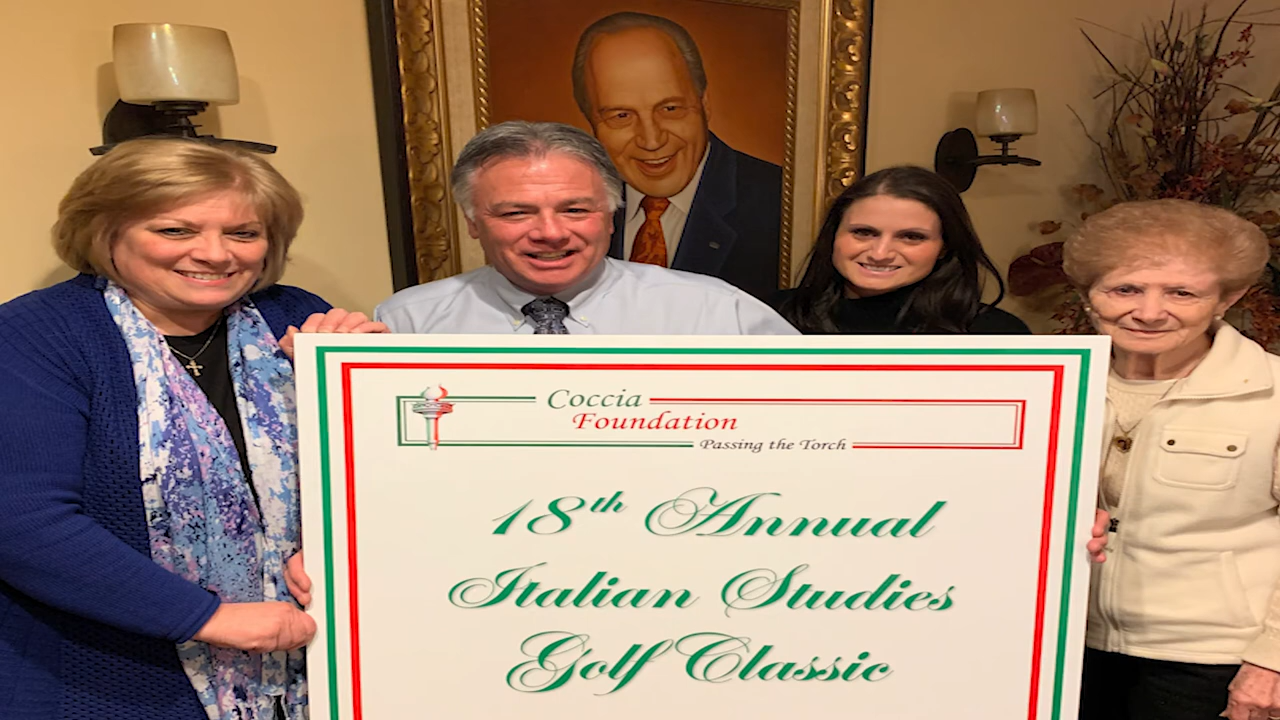 Coccia
Foundation
Passing the Torch
18th Annual
Italian Studies
Golf Classic